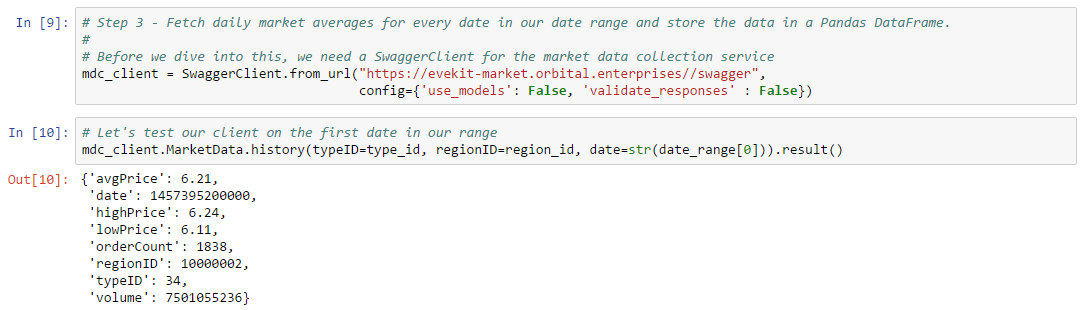 In [9]: # Step 3 - Fetch daily market averages for every date in our date range and store the data in a Pandas DataFrame.
#
# Before we dive into this, we need a SwaggerClient for the market data collection service
mdc_client = SwaggerClient.from_url("https://evekit-market.orbital.enterprises//swagger",
config={'use_models': False, 'validate_responses' : False})
In [10]: # Let's test our client on the first date in our range
mdc_client.MarketData.history(typeID=type_id, regionID=region_id, date=str(date_range[0])).result()
Out[10]: {'avgPrice': 6.21,
'date': 1457395200000,
'highPrice': 6.24,
'lowPrice': 6.11,
'orderCount': 1838,
'regionID': 10000002,
'typeID': 34,
'volume': 7501055236}